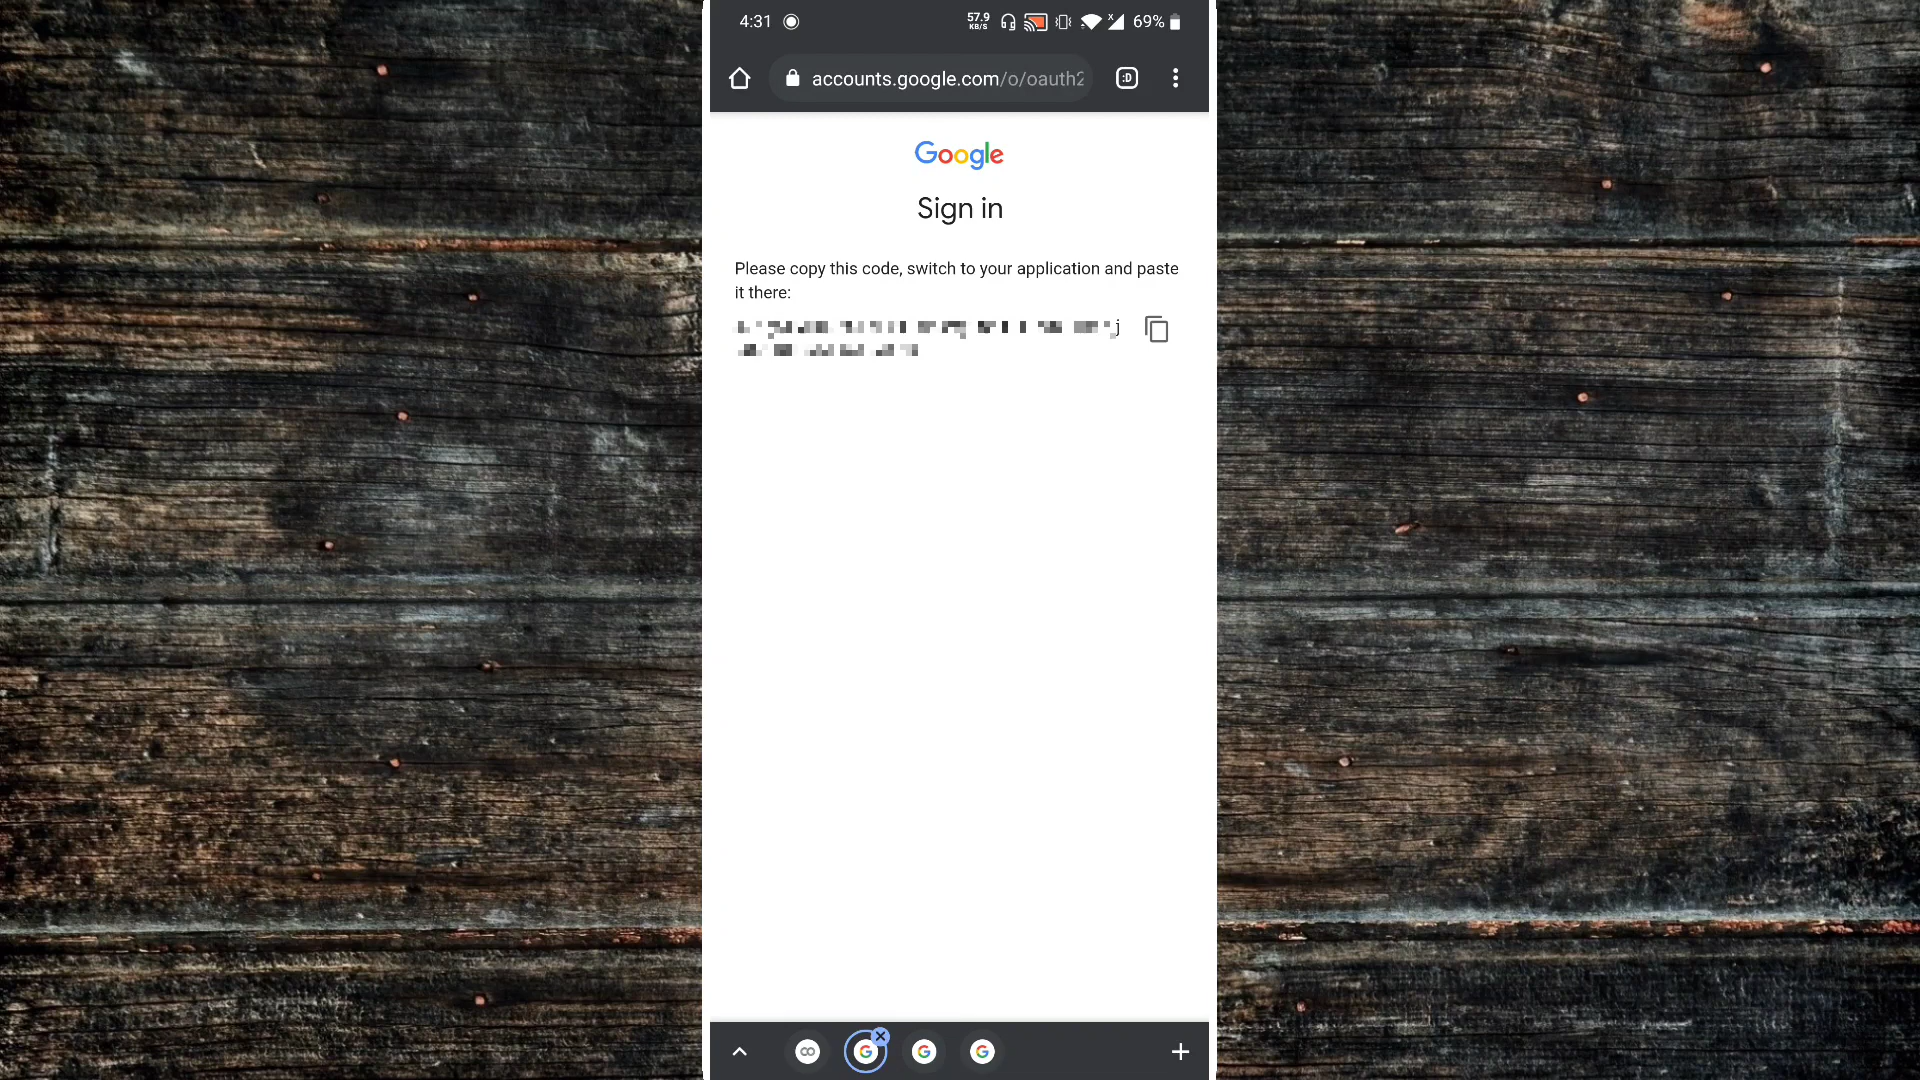 4:31
57.9
KB/S
69%
accounts.google.com/o/oauth2
:D
Google
Sign in
Please copy this code, switch to your application and paste
it there: